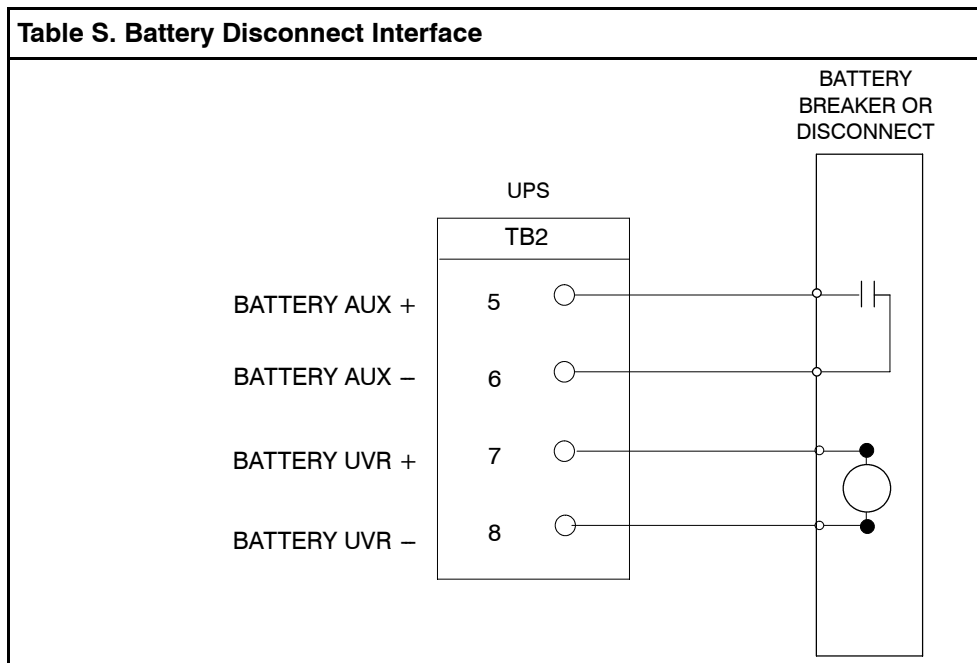 Table S. Battery Disconnect Interface
BATTERY
BREAKER OR
DISCONNECT
UPS
TB2
BATTERY AUX + 5
BATTERY AUX − 6
BATTERY UVR + 7
BATTERY UVR − 8